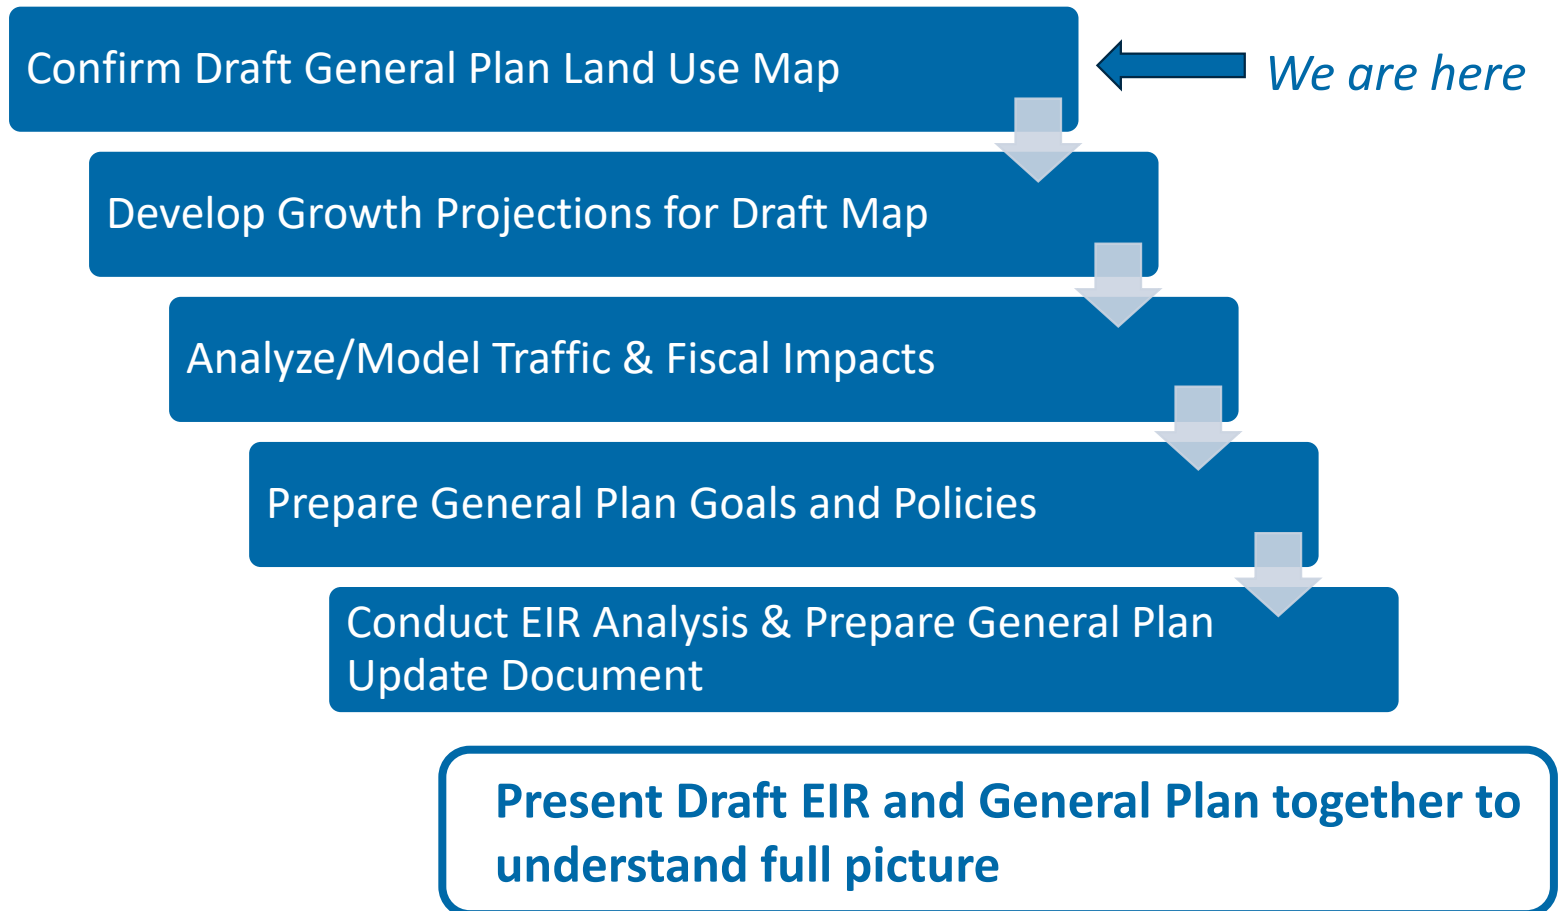 Confirm Draft General Plan Land Use Map
We are here
Develop Growth Projections for Draft Map
Analyze/Model Traffic & Fiscal Impacts
Prepare General Plan Goals and Policies
Conduct EIR Analysis & Prepare General Plan
Update Document
Present Draft EIR and General Plan together to
understand full picture